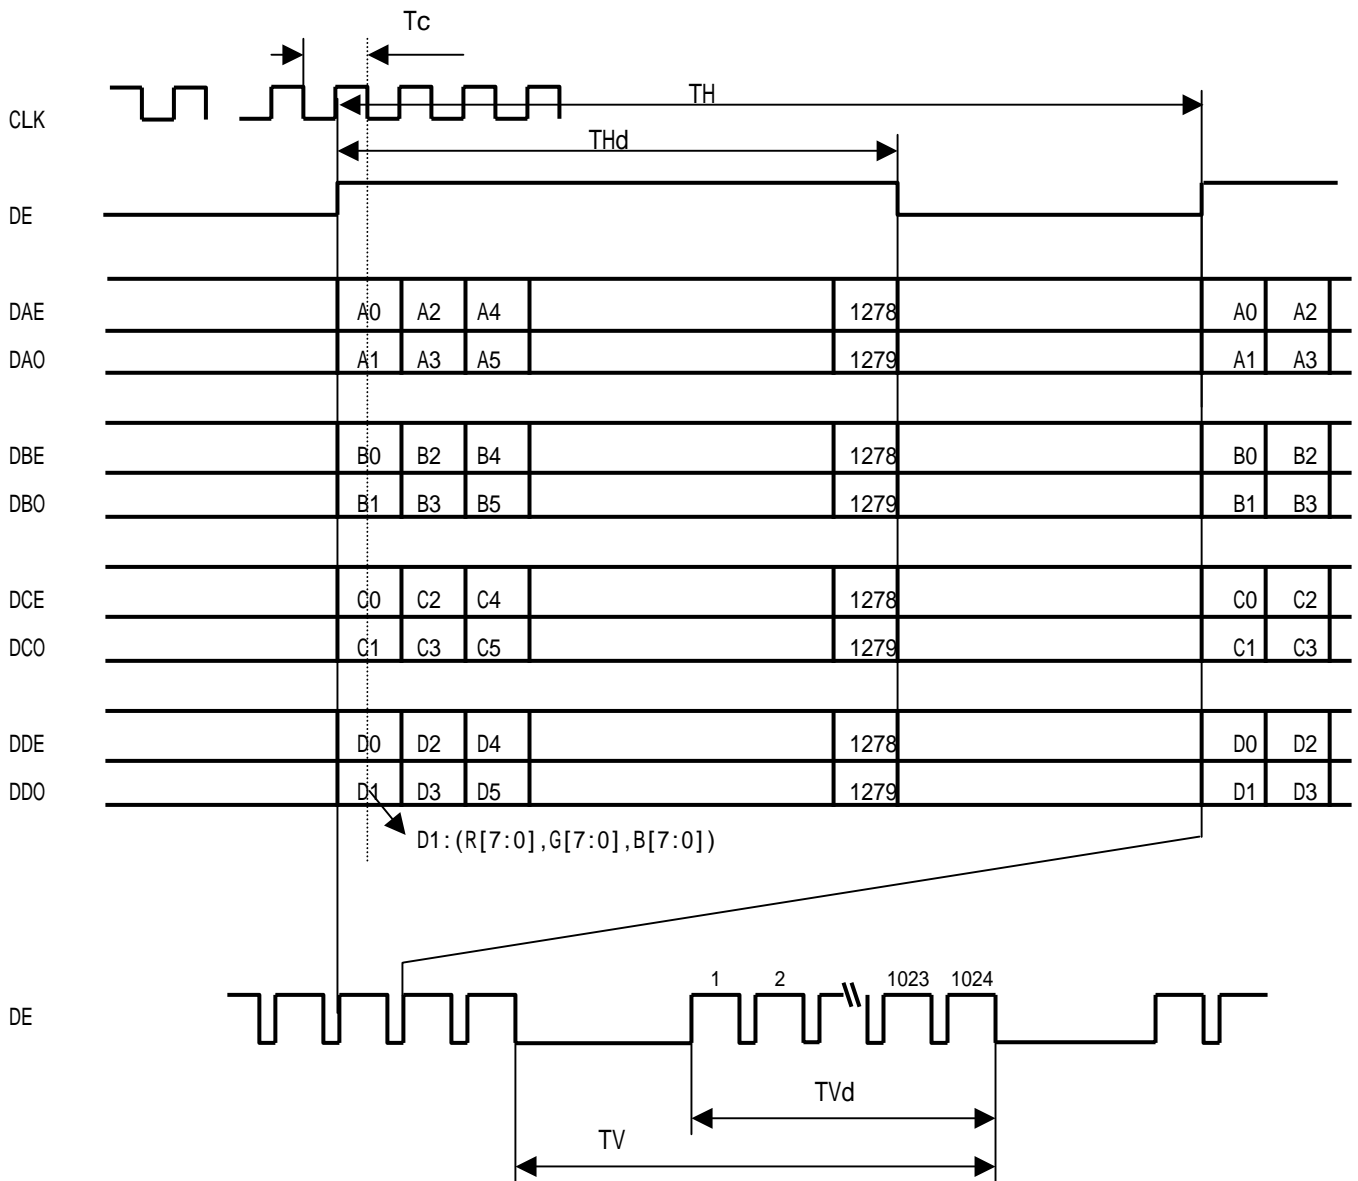 Tc
CLK
TH
THd
DE
DAE A0 A2 A4 1278 A0 A2
DAO A1 A3 A5 1279 A1 A3
DBE B0 B2 B4 1278 B0 B2
DBO B1 B3 B5 1279 B1 B3
DCE C0 C2 C4 1278 C0 C2
DCO C1 C3 C5 1279 C1 C3
DDE D0 D2 D4 1278 D0 D2
DDO D1 D3 D5 1279 D1 D3
D1:(R[7:0],G[7:0],B[7:0])
1 2 1023 1024
DE
TVd
TV